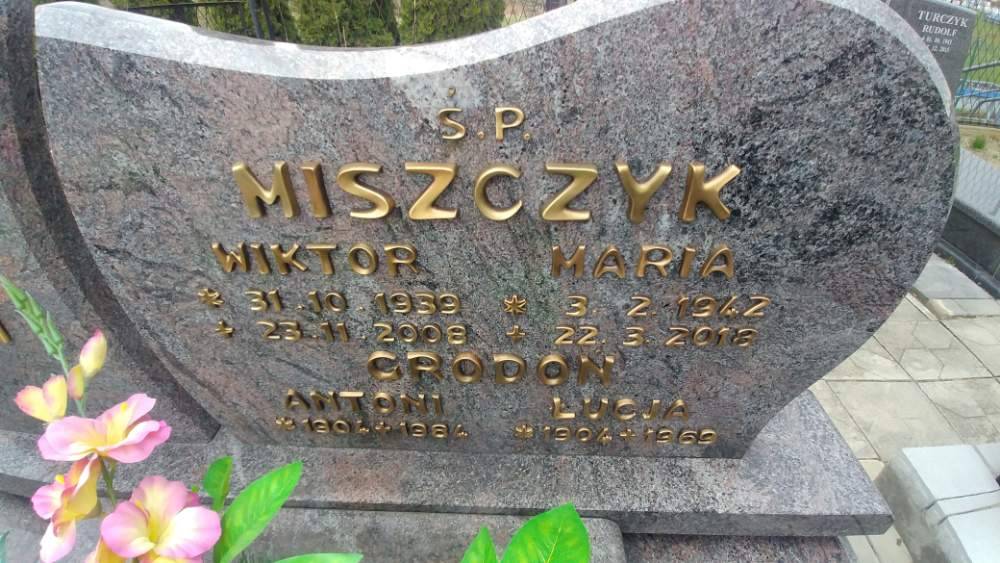 Ś.P.
MISZCZYK
WIKTOR MARIA
* 31.10.1939 * 3.2.1942
+ 23.11.2008 + 22.3.2018
GRODOŃ
ANTONI ŁUCJA
*1904+1984 *1904+1969
TURCZYK
RUDOLF